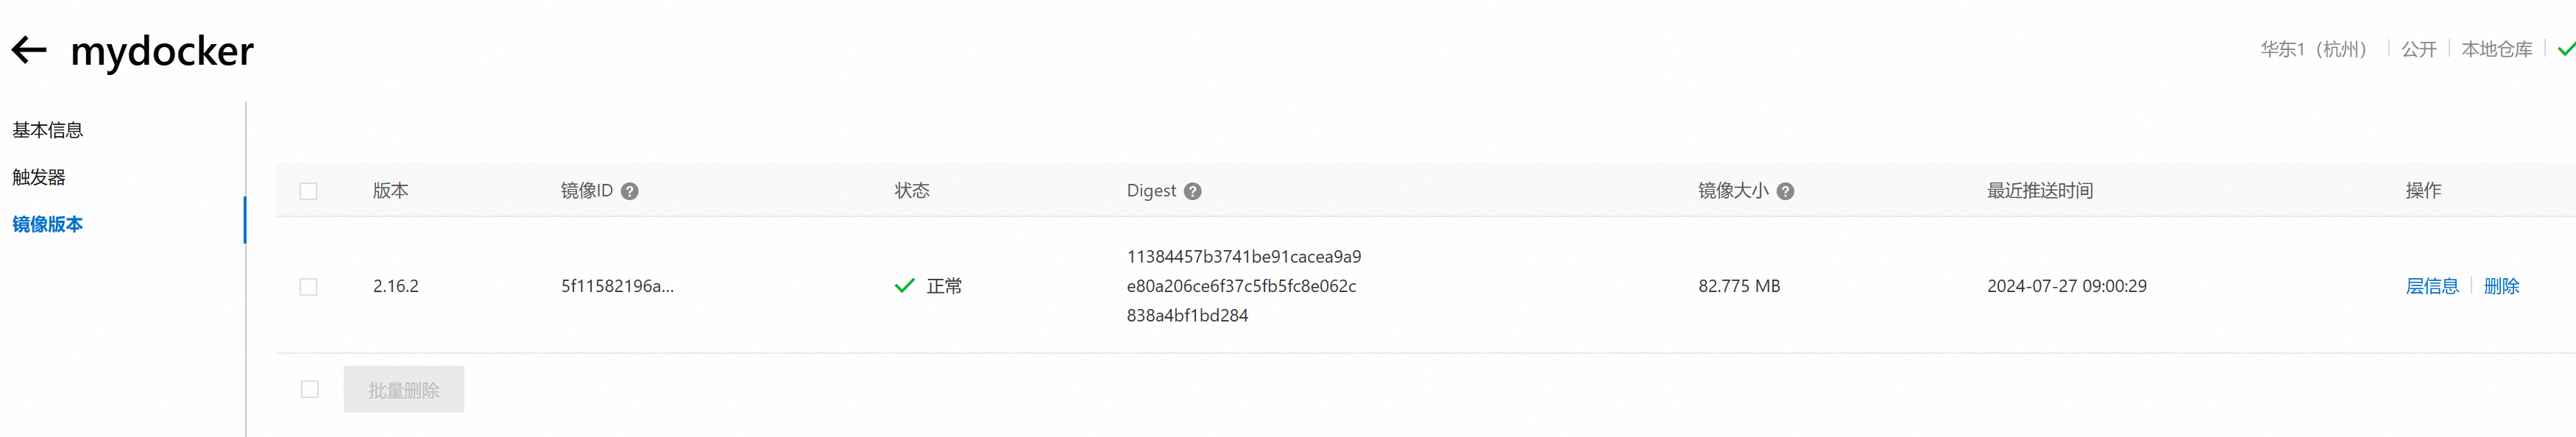 mydocker
华东1（杭州） 公开 本地仓库
基本信息
触发器
镜像版本
版本 镜像ID 状态 Digest 镜像大小 最近推送时间 操作
2.16.2 5f11582196a... 正常 11384457b3741be91cacea9a9
e80a206ce6f37c5fb5fc8e062c
838a4bf1bd284 82.775 MB 2024-07-27 09:00:29 层信息 删除
批量删除